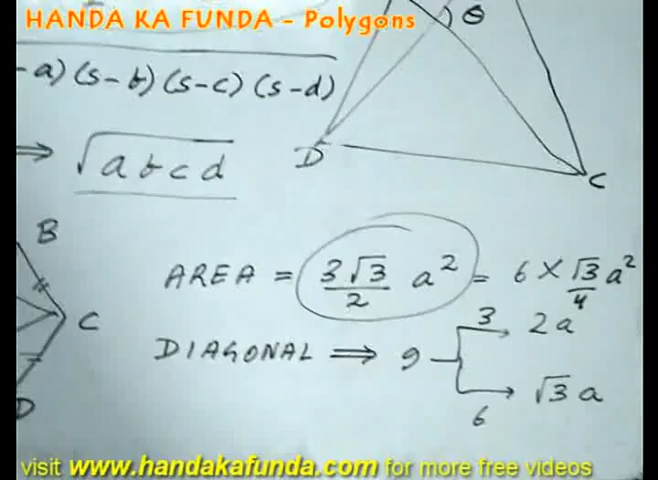 HANDA KA FUNDA - Polygons
θ
-a) (s-b) (s-c) (s-d)
⇒ √abcd
D
C
B
AREA = 3√3/2 a² = 6 × √3/4 a²
C
3 → 2a
DIAGONAL ⇒ 9
6 → √3 a
D
visit www.handakafunda.com for more free videos